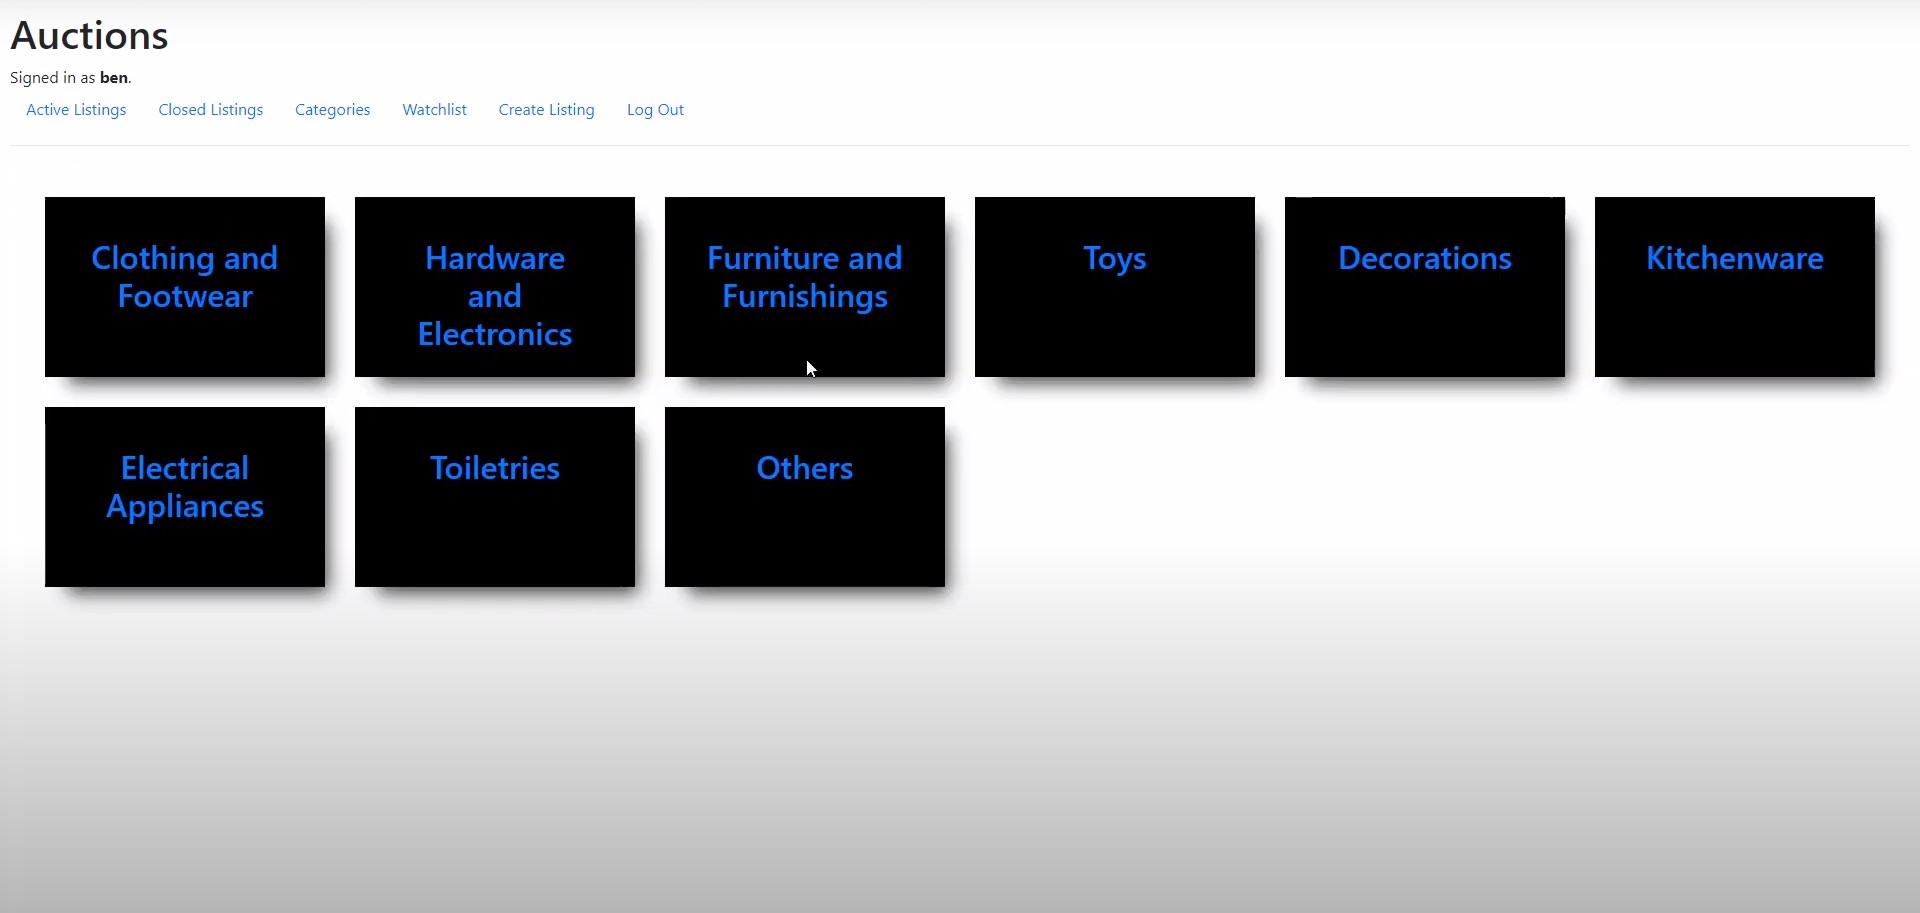 Auctions
Signed in as ben.
Active Listings Closed Listings Categories Watchlist Create Listing Log Out
Clothing and
Footwear
Hardware
and
Electronics
Furniture and
Furnishings
Toys
Decorations
Kitchenware
Electrical
Appliances
Toiletries
Others